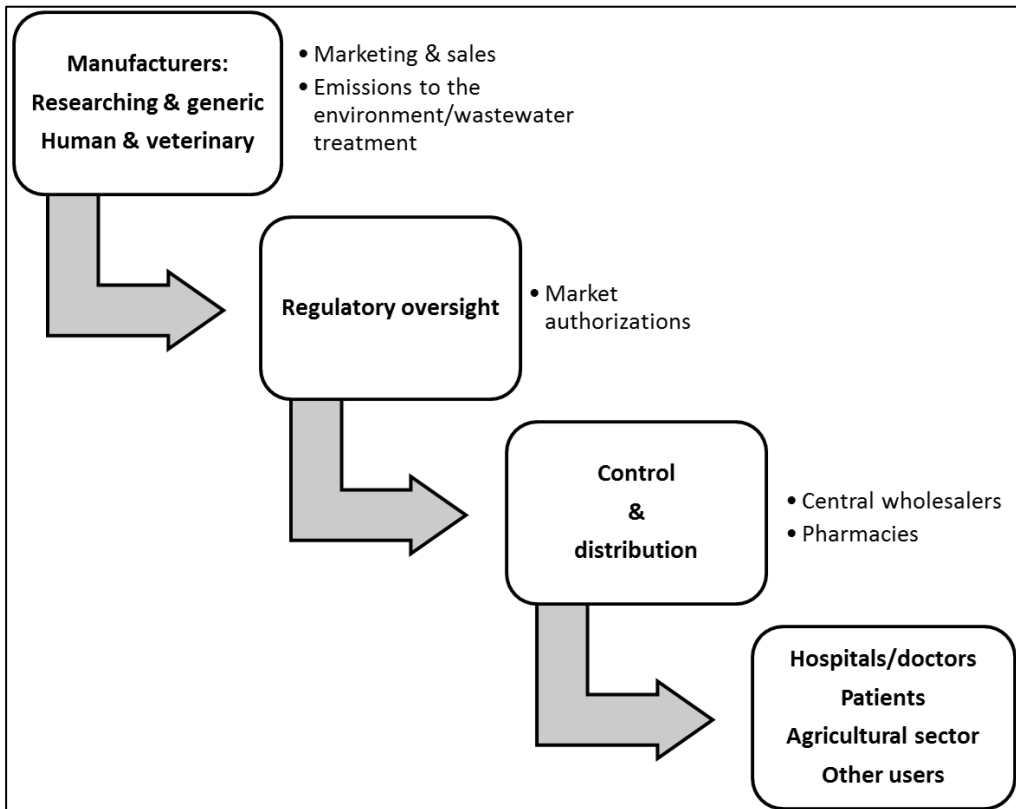 Manufacturers:
Researching & generic
Human & veterinary
• Marketing & sales
• Emissions to the
environment/wastewater
treatment
Regulatory oversight
• Market
authorizations
Control
&
distribution
• Central wholesalers
• Pharmacies
Hospitals/doctors
Patients
Agricultural sector
Other users